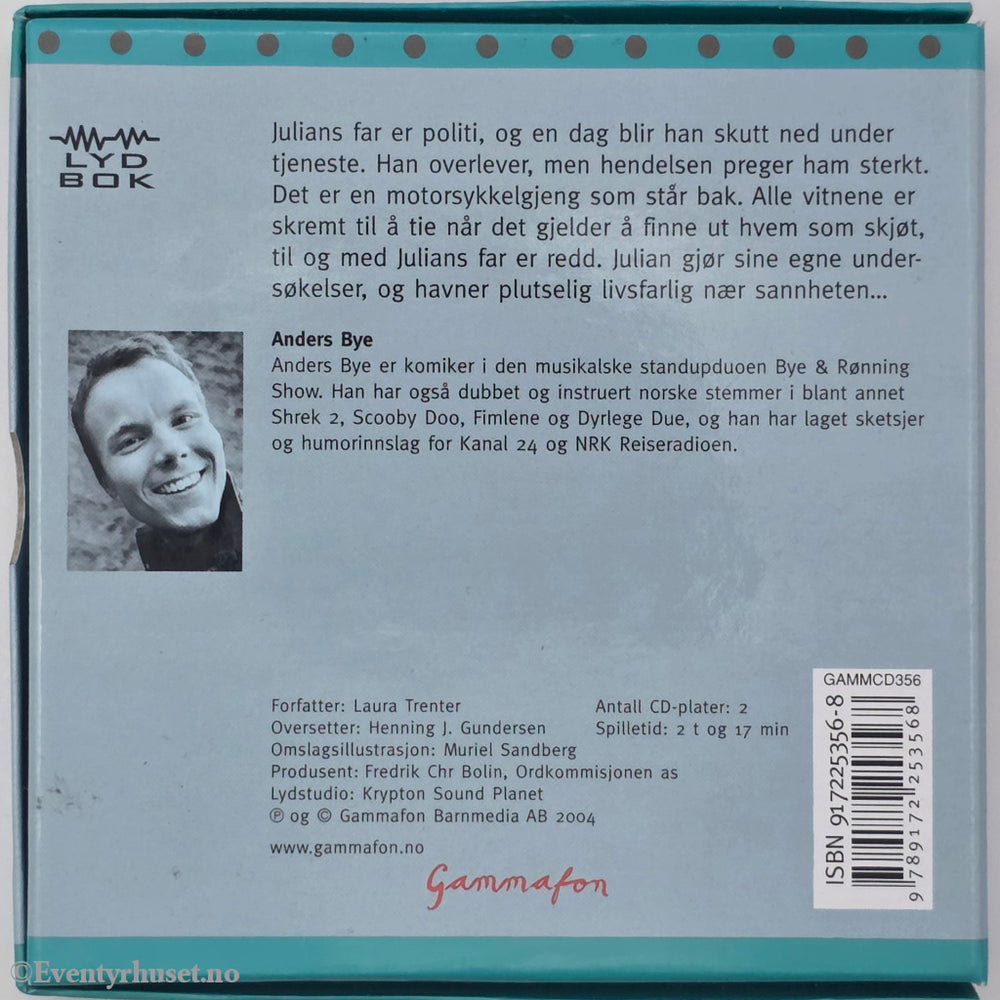 LYD
BOK
Julians far er politi, og en dag blir han skutt ned under
tjeneste. Han overlever, men hendelsen preger ham sterkt.
Det er en motorsykkelgjeng som står bak. Alle vitnene er
skremt til å tie når det gjelder å finne ut hvem som skjøt,
til og med Julians far er redd. Julian gjør sine egne under-
søkelser, og havner plutselig livsfarlig nær sannheten...
Anders Bye
Anders Bye er komiker i den musikalske standupduoen Bye & Rønning
Show. Han har også dubbet og instruert norske stemmer i blant annet
Shrek 2, Scooby Doo, Fimlene og Dyrlege Due, og han har laget sketsjer
og humorinnslag for Kanal 24 og NRK Reiseradioen.
Forfatter: Laura Trenter
Oversetter: Henning J. Gundersen
Omslagsillustrasjon: Muriel Sandberg
Produsent: Fredrik Chr Bolin, Ordkommisjonen as
Lydstudio: Krypton Sound Planet
℗ og © Gammafon Barnmedia AB 2004
www.gammafon.no
Antall CD-plater: 2
Spilletid: 2 t og 17 min
Gammafon
GAMMCD356
ISBN 917225356-8
9 789172 253568
©Eventyrhuset.no